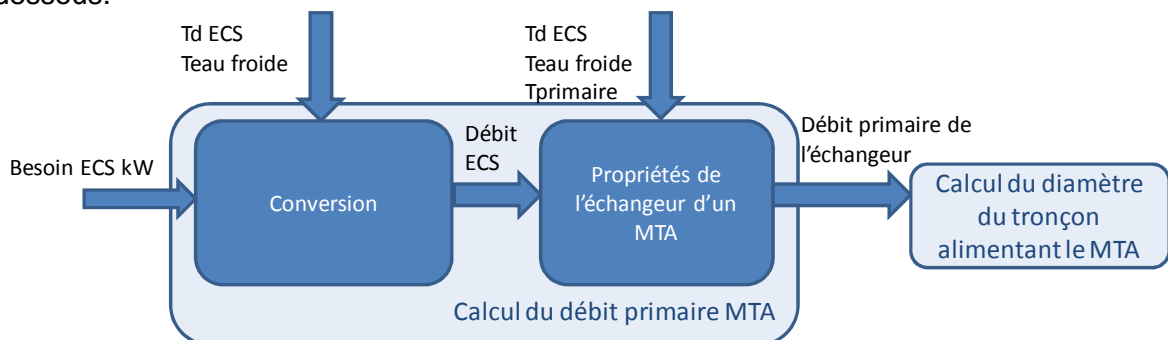 dessous.
Td ECS
Teau froide
Td ECS
Teau froide
Tprimaire
Besoin ECS kW
Conversion
Débit
ECS
Propriétés de
l'échangeur d'un
MTA
Débit primaire de
l'échangeur
Calcul du diamètre
du tronçon
alimentant le MTA
Calcul du débit primaire MTA